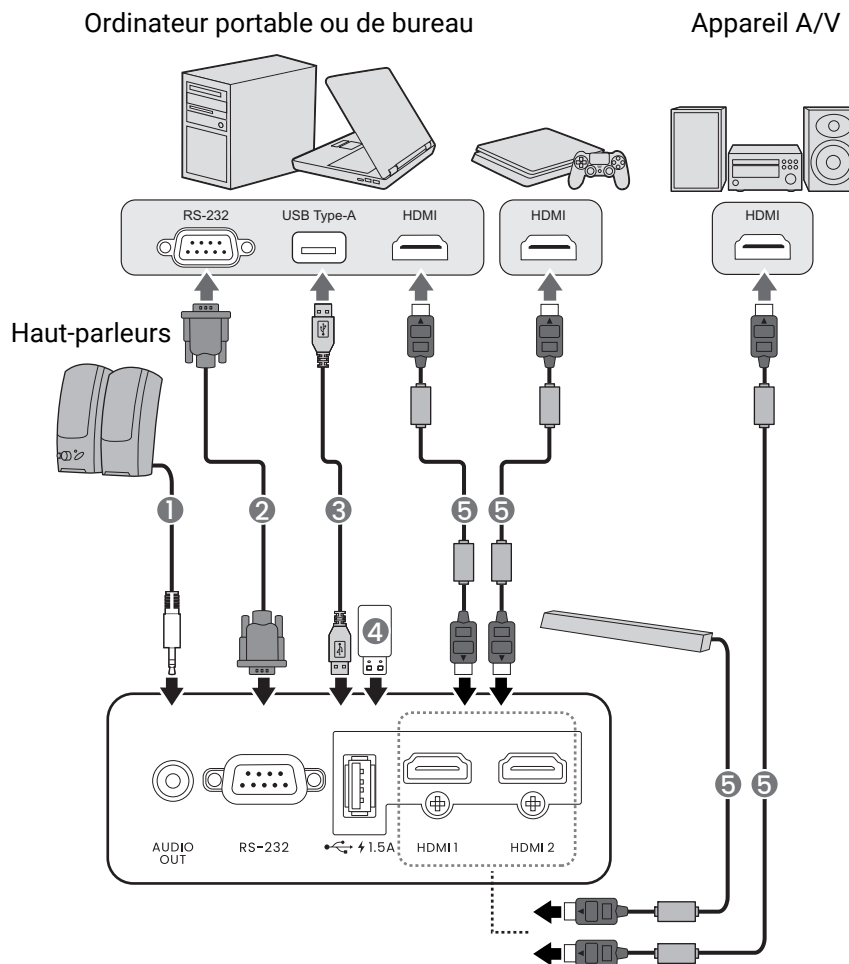 Ordinateur portable ou de bureau
Appareil A/V
RS-232
USB Type-A
HDMI
HDMI
HDMI
Haut-parleurs
1
2
3
5
5
4
5
5
AUDIO
OUT
RS-232
1.5A
HDMI 1
HDMI 2